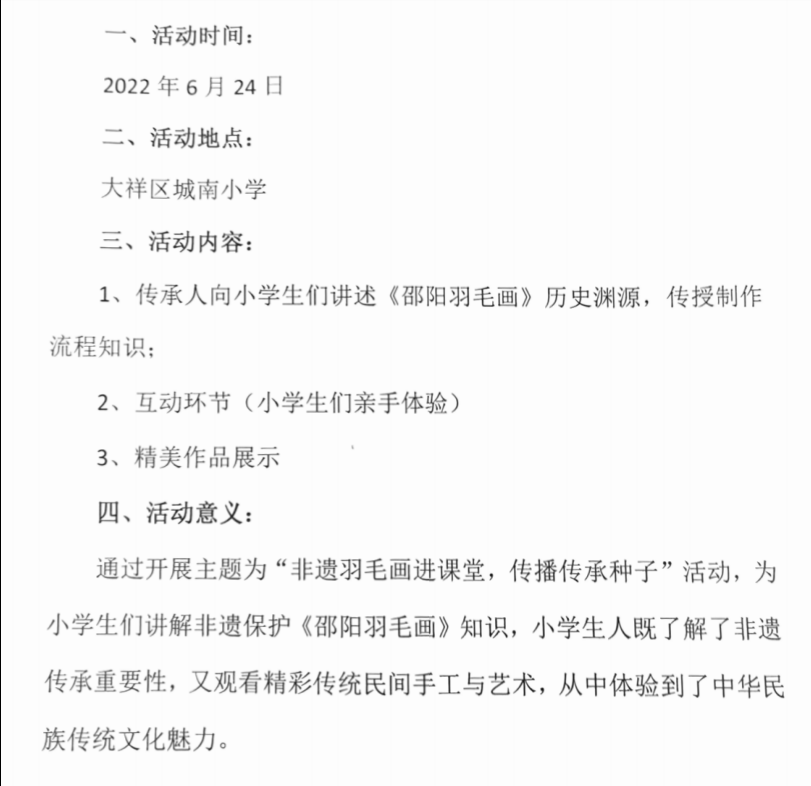 一、活动时间：
2022 年 6 月 24 日
二、活动地点：
大祥区城南小学
三、活动内容：
1、传承人向小学生们讲述《邵阳羽毛画》历史渊源，传授制作
流程知识；
2、互动环节（小学生们亲手体验）
3、精美作品展示
四、活动意义：
通过开展主题为“非遗羽毛画进课堂，传播传承种子”活动，为
小学生们讲解非遗保护《邵阳羽毛画》知识，小学生人既了解了非遗
传承重要性，又观看精彩传统民间手工与艺术，从中体验到了中华民
族传统文化魅力。